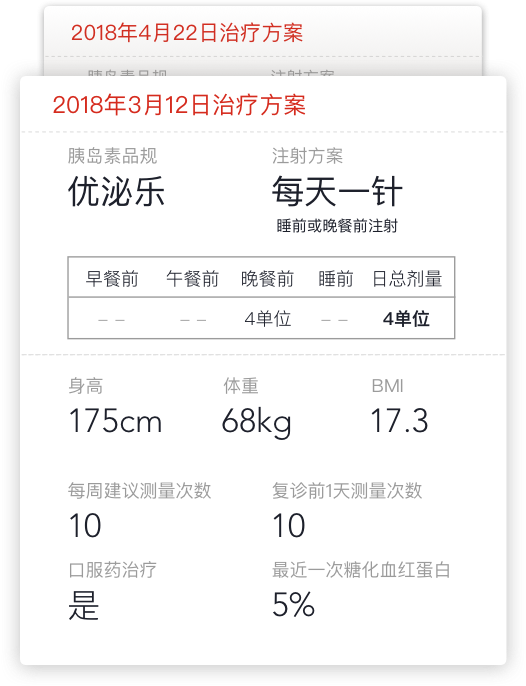 2018年4月22日治疗方案
胰岛素品规 注射方案
2018年3月12日治疗方案
胰岛素品规 注射方案
优泌乐 每天一针
睡前或晚餐前注射
早餐前 午餐前 晚餐前 睡前 日总剂量
– – – – 4单位 – – 4单位
身高 体重 BMI
175cm 68kg 17.3
每周建议测量次数 复诊前1天测量次数
10 10
口服药治疗 最近一次糖化血红蛋白
是 5%